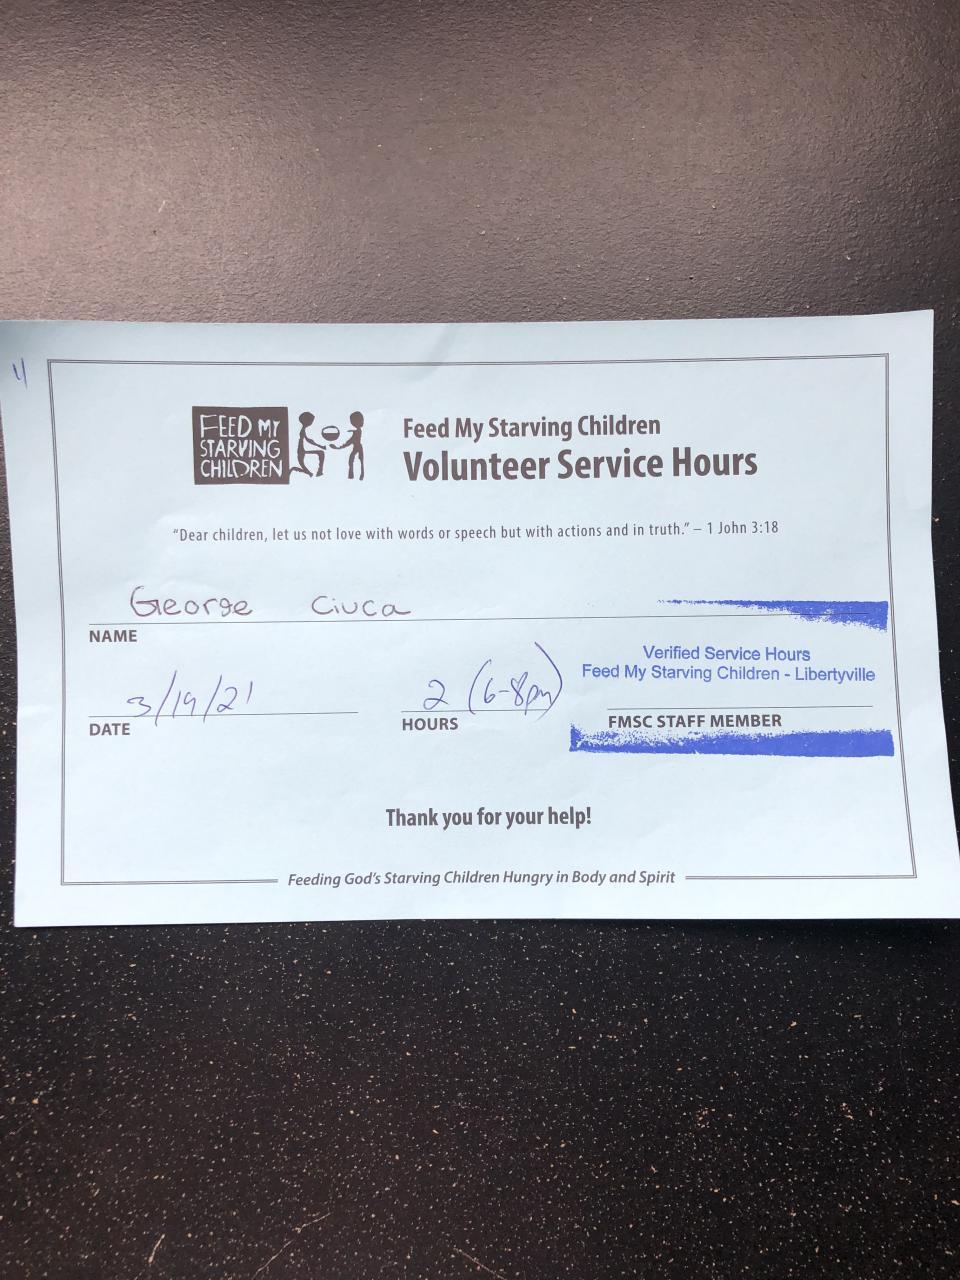 FEED MY
STARVING
CHILDREN
Feed My Starving Children
Volunteer Service Hours
“Dear children, let us not love with words or speech but with actions and in truth.” – 1 John 3:18
George Ciuca
NAME
Verified Service Hours
Feed My Starving Children - Libertyville
3/19/21
2 (6-8pm)
DATE
HOURS
FMSC STAFF MEMBER
Thank you for your help!
Feeding God's Starving Children Hungry in Body and Spirit